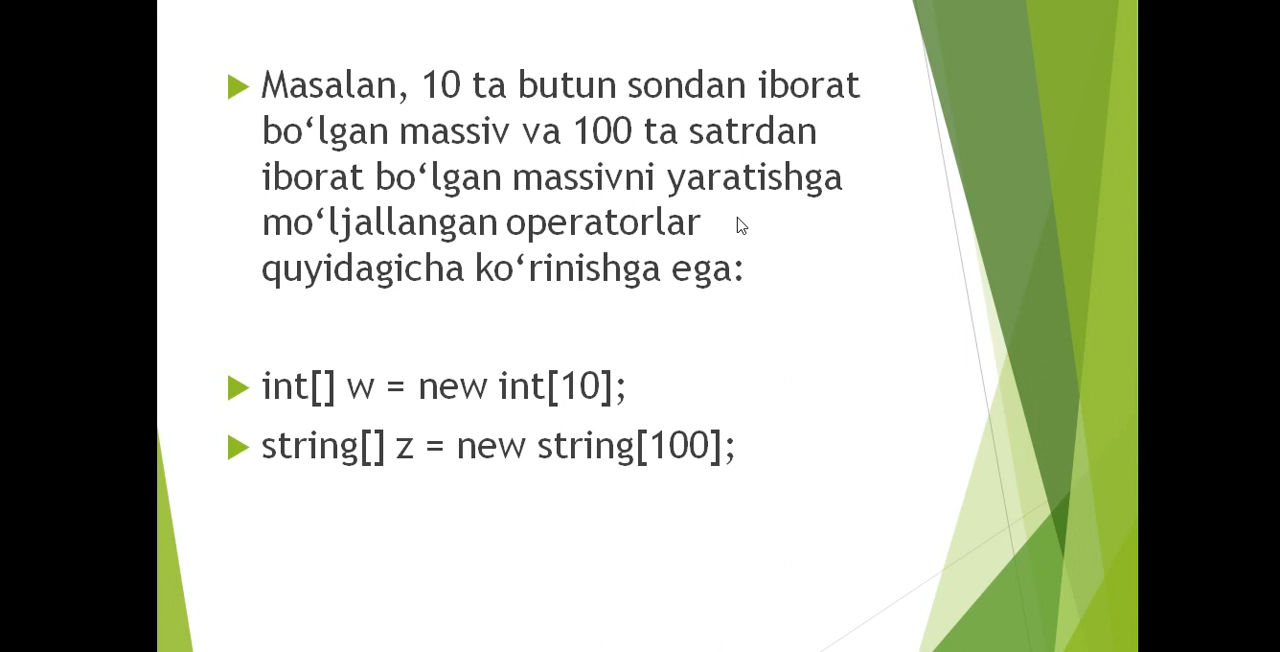 Masalan, 10 ta butun sondan iborat
bo‘lgan massiv va 100 ta satrdan
iborat bo‘lgan massivni yaratishga
mo‘ljallangan operatorlar
quyidagicha ko‘rinishga ega:
int[] w = new int[10];
string[] z = new string[100];